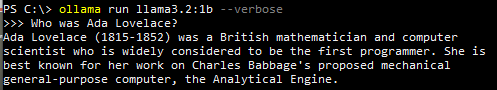 PS C:\> ollama run llama3.2:1b --verbose
>>> Who was Ada Lovelace?
Ada Lovelace (1815-1852) was a British mathematician and computer
scientist who is widely considered to be the first programmer. She is
best known for her work on Charles Babbage's proposed mechanical
general-purpose computer, the Analytical Engine.